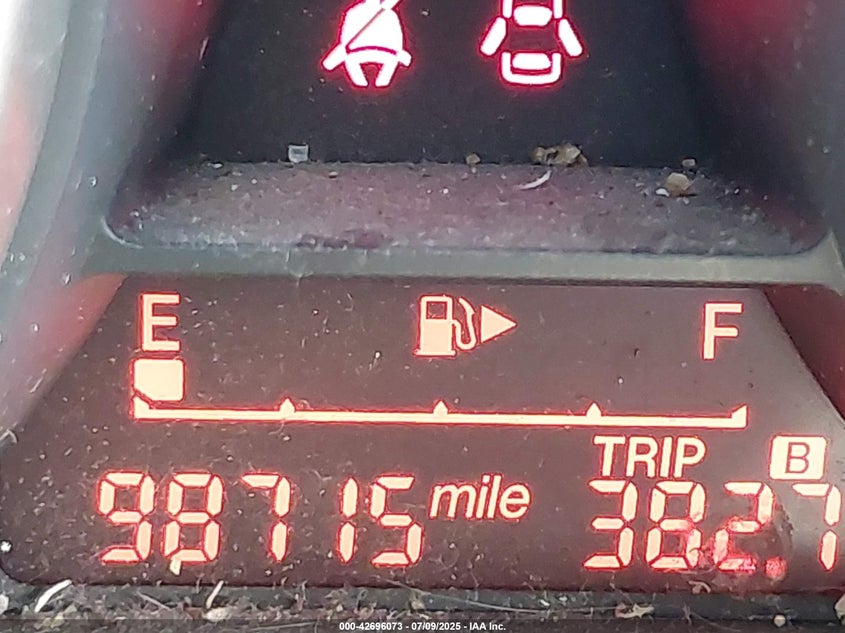 E F
TRIP B
98715 mile 382.7
000-42696073 - 07/09/2025 - IAA Inc.